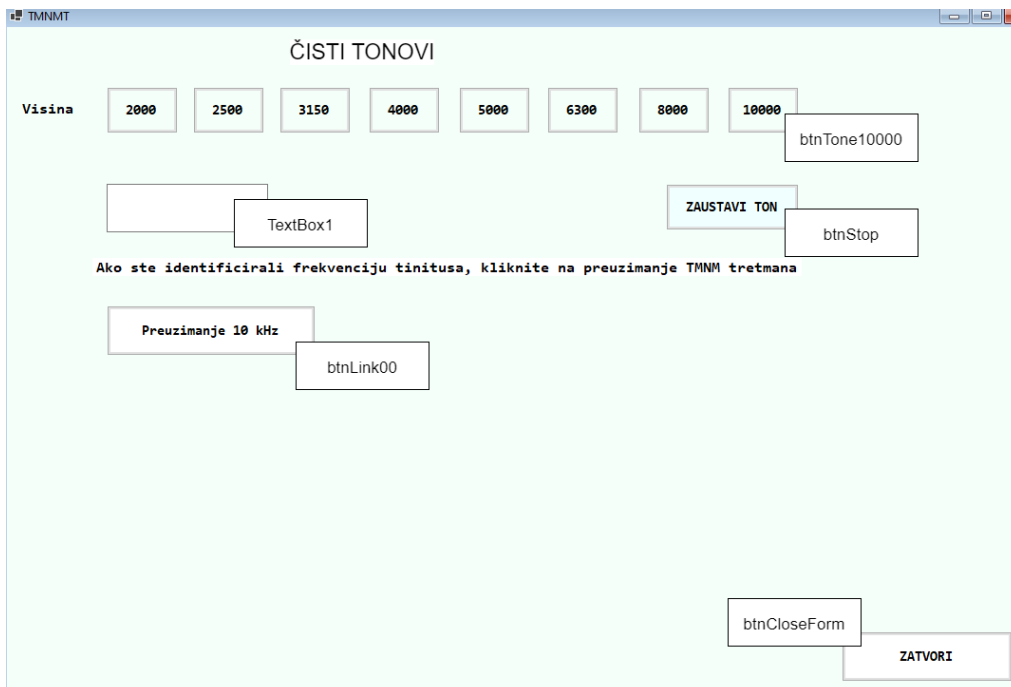 TMNMT
ČISTI TONOVI
Visina 2000 2500 3150 4000 5000 6300 8000 10000
btnTone10000
TextBox1
ZAUSTAVI TON
btnStop
Ako ste identificirali frekvenciju tinitusa, kliknite na preuzimanje TMNM tretmana
Preuzimanje 10 kHz
btnLink00
btnCloseForm
ZATVORI